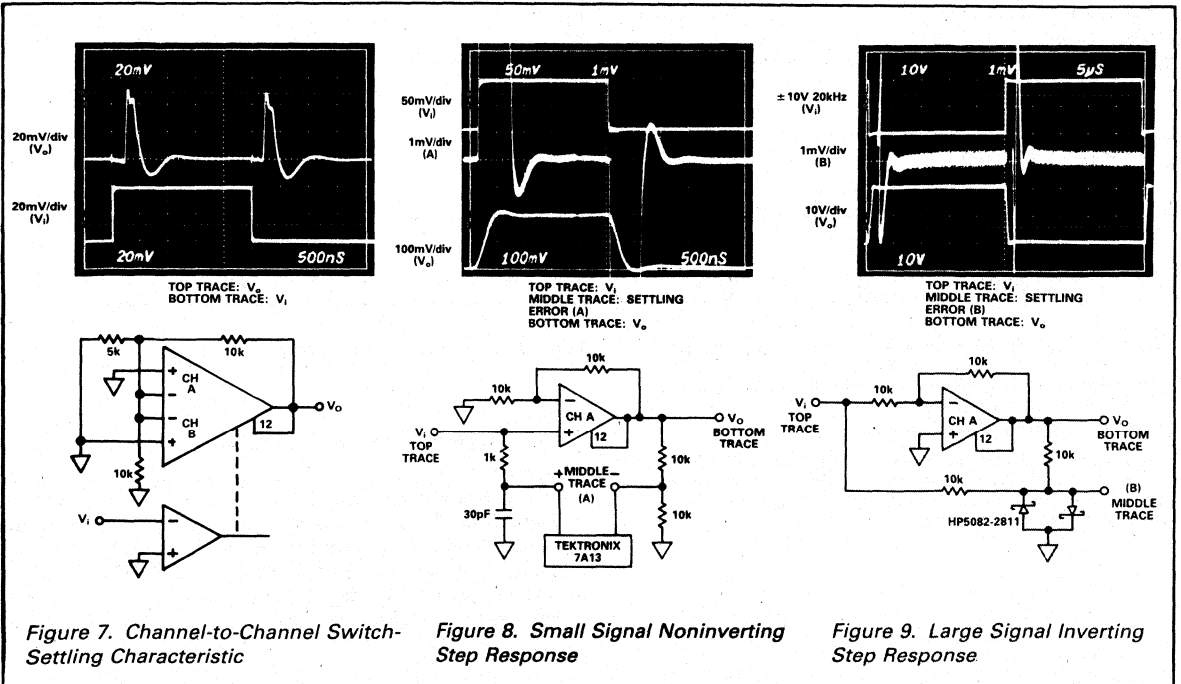 20mV
20mV/div
(Vo)
20mV/div
(Vi)
20mV
500nS
TOP TRACE: Vo
BOTTOM TRACE: Vi
5k
10k
+
CH
A
−
−
CH
B
+
12
Vo
10k
Vi
−
+
Figure 7. Channel-to-Channel Switch-
Settling Characteristic
50mV
1mV
50mV/div
(Vi)
1mV/div
(A)
100mV/div
(Vo)
100mV
500nS
TOP TRACE: Vi
MIDDLE TRACE: SETTLING
ERROR (A)
BOTTOM TRACE: Vo
10k
10k
−
CH A
+
12
Vi
TOP
TRACE
Vo
BOTTOM
TRACE
1k
+MIDDLE−
TRACE
(A)
10k
30pF
10k
TEKTRONIX
7A13
Figure 8. Small Signal Noninverting
Step Response
10V
1mV
5µS
±10V 20kHz
(Vi)
1mV/div
(B)
10V/div
(Vo)
10V
TOP TRACE: Vi
MIDDLE TRACE: SETTLING
ERROR (B)
BOTTOM TRACE: Vo
10k
Vi
TOP
TRACE
10k
−
CH A
+
12
Vo
BOTTOM
TRACE
10k
10k
(B)
MIDDLE
TRACE
HP5082-2811
Figure 9. Large Signal Inverting
Step Response